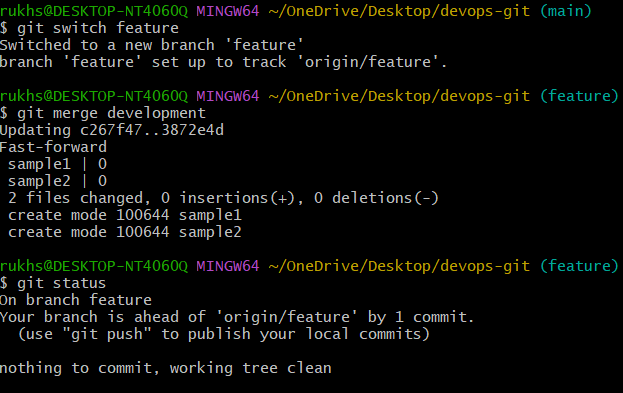 rukhs@DESKTOP-NT4060Q MINGW64 ~/OneDrive/Desktop/devops-git (main)
$ git switch feature
Switched to a new branch 'feature'
branch 'feature' set up to track 'origin/feature'.

rukhs@DESKTOP-NT4060Q MINGW64 ~/OneDrive/Desktop/devops-git (feature)
$ git merge development
Updating c267f47..3872e4d
Fast-forward
 sample1 | 0
 sample2 | 0
 2 files changed, 0 insertions(+), 0 deletions(-)
 create mode 100644 sample1
 create mode 100644 sample2

rukhs@DESKTOP-NT4060Q MINGW64 ~/OneDrive/Desktop/devops-git (feature)
$ git status
On branch feature
Your branch is ahead of 'origin/feature' by 1 commit.
  (use "git push" to publish your local commits)

nothing to commit, working tree clean